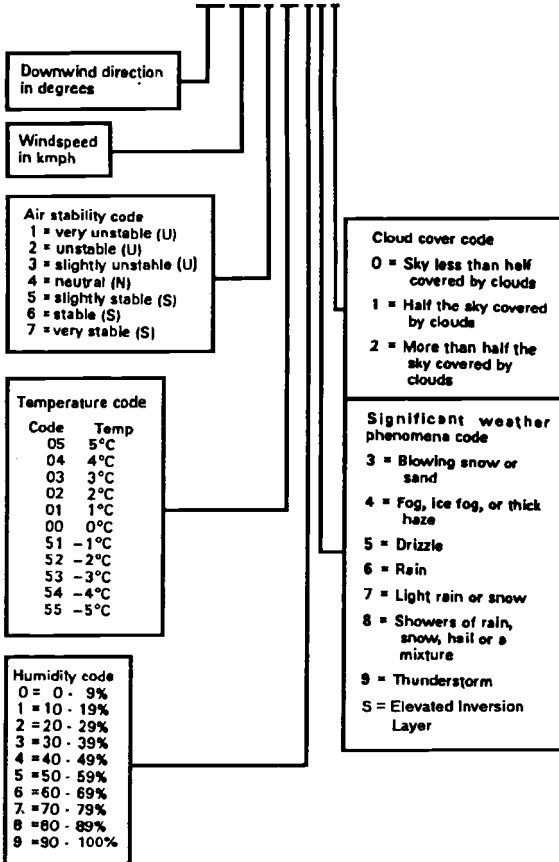 Downwind direction
in degrees
Windspeed
in kmph
Air stability code
1 = very unstable (U)
2 = unstable (U)
3 = slightly unstable (U)
4 = neutral (N)
5 = slightly stable (S)
6 = stable (S)
7 = very stable (S)
Temperature code
Code Temp
05 5°C
04 4°C
03 3°C
02 2°C
01 1°C
00 0°C
51 -1°C
52 -2°C
53 -3°C
54 -4°C
55 -5°C
Humidity code
0 = 0 - 9%
1 = 10 - 19%
2 = 20 - 29%
3 = 30 - 39%
4 = 40 - 49%
5 = 50 - 59%
6 = 60 - 69%
7. = 70 - 79%
8 = 80 - 89%
9 = 90 - 100%
Cloud cover code
0 = Sky less than half
covered by clouds
1 = Half the sky covered
by clouds
2 = More than half the
sky covered by
clouds
Significant weather
phenomena code
3 = Blowing snow or
sand
4 = Fog, ice fog, or thick
haze
5 = Drizzle
6 = Rain
7 = Light rain or snow
8 = Showers of rain,
snow, hail or a
mixture
9 = Thunderstorm
S = Elevated Inversion
Layer